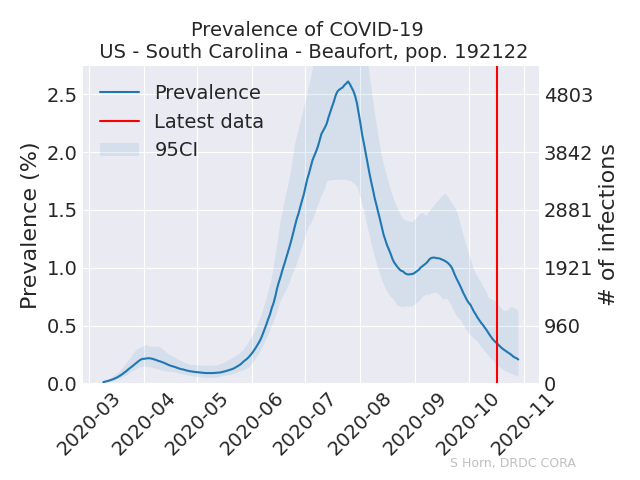 Prevalence of COVID-19
US - South Carolina - Beaufort, pop. 192122
Prevalence
Latest data
95CI
Prevalence (%)
2.5
2.0
1.5
1.0
0.5
0.0
4803
3842
2881
1921
960
0
# of infections
2020-03
2020-04
2020-05
2020-06
2020-07
2020-08
2020-09
2020-10
2020-11
S Horn, DRDC CORA